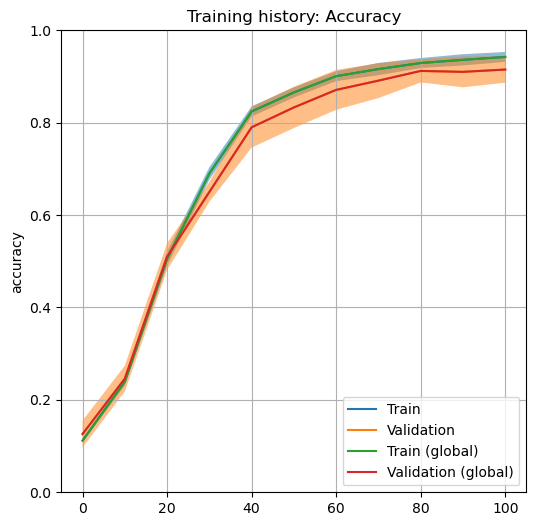 Training history: Accuracy
accuracy
1.0
0.8
0.6
0.4
0.2
0.0
0 20 40 60 80 100
Train
Validation
Train (global)
Validation (global)